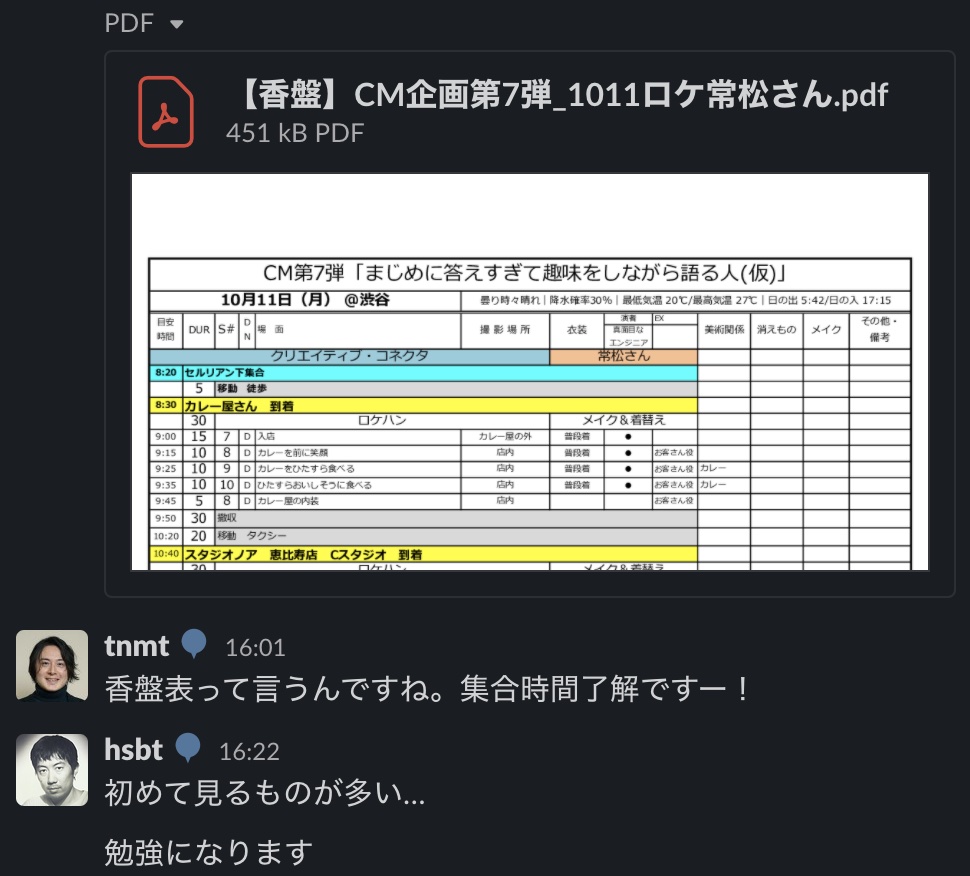 PDF
【香盤】CM企画第7弾_1011ロケ常松さん.pdf
451 kB PDF
CM第7弾「まじめに答えすぎて趣味をしながら語る人(仮)」
10月11日（月） @渋谷 曇り時々晴れ｜降水確率30%｜最低気温 20℃/最高気温 27℃｜日の出 5:42/日の入 17:15
目安時間 DUR S# DN 場 面 撮 影 場 所 衣装 演者 真面目なエンジニア EX 美術関係 消えもの メイク その他・備考
クリエイティブ・コネクタ 常松さん
8:20 セルリアン下集合
5 移動 徒歩
8:30 カレー屋さん 到着
30 ロケハン メイク＆着替え
9:00 15 7 D 入店 カレー屋の外 普段着 ●
9:15 10 8 D カレーを前に笑顔 店内 普段着 ● お客さん役
9:25 10 9 D カレーをひたすら食べる 店内 普段着 ● お客さん役 カレー
9:35 10 10 D ひたすらおいしそうに食べる 店内 普段着 ● お客さん役 カレー
9:45 5 8 D カレー屋の内装 店内 お客さん役
9:50 30 撤収
10:20 20 移動 タクシー
10:40 スタジオノア 恵比寿店 Cスタジオ 到着
30 ロケハン メイク＆着替え
tnmt 16:01
香盤表って言うんですね。集合時間了解ですー！
hsbt 16:22
初めて見るものが多い...
勉強になります